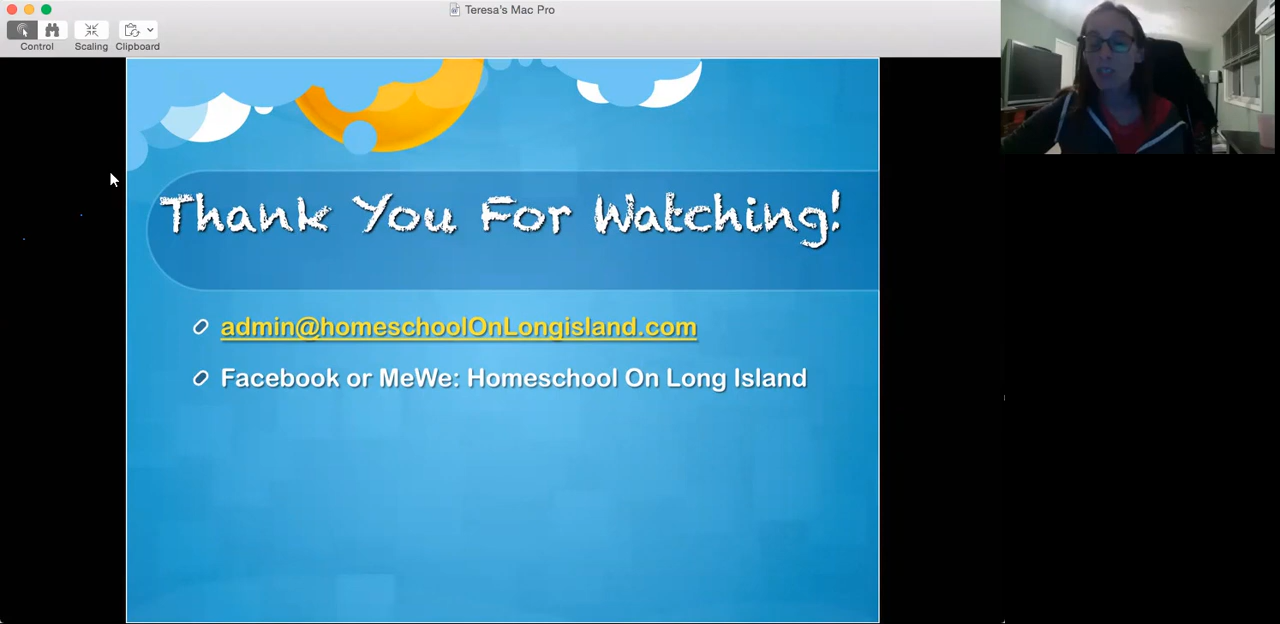 Teresa's Mac Pro
Control
Scaling
Clipboard
Thank You For Watching!
admin@homeschoolOnLongisland.com
Facebook or MeWe: Homeschool On Long Island